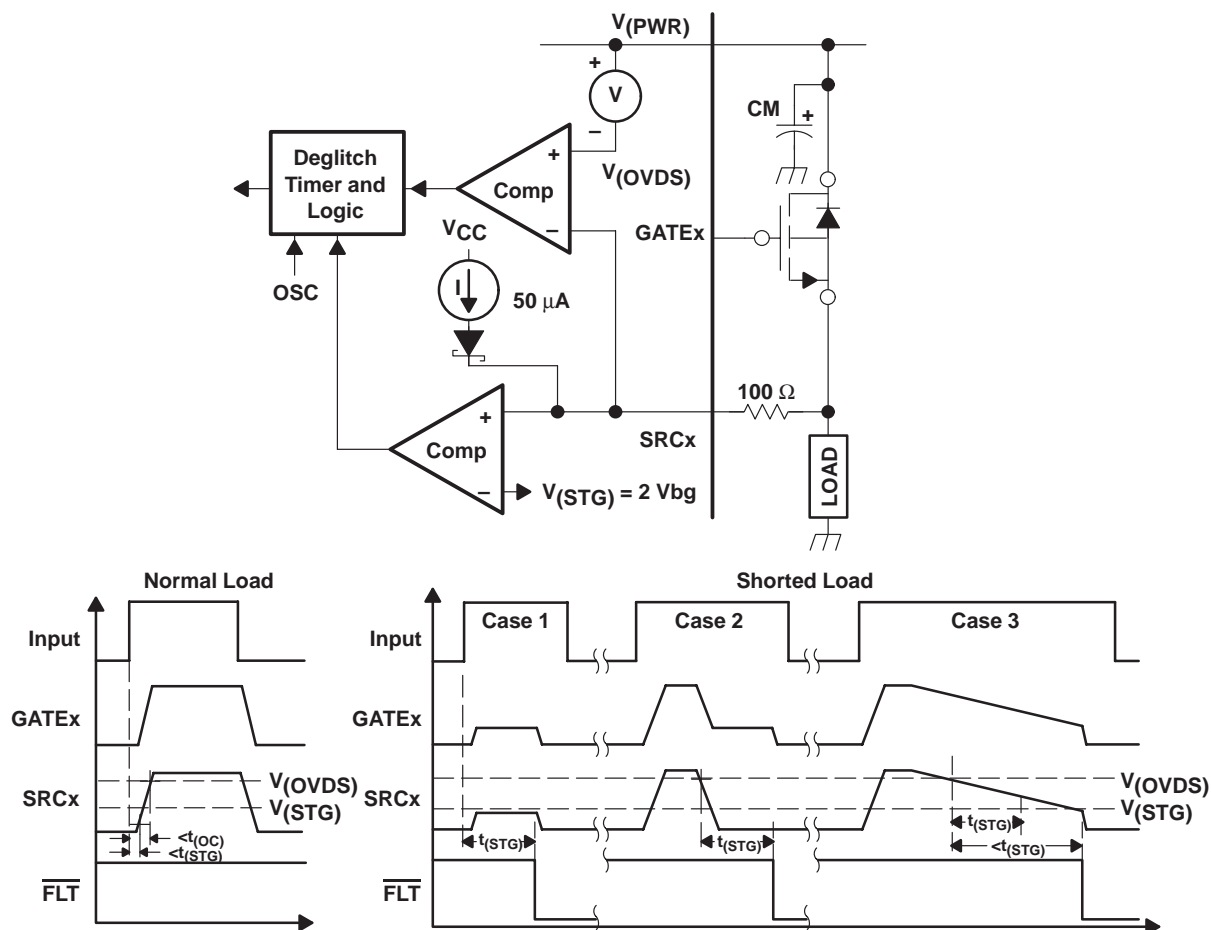 V(PWR)
+
V
−
CM
+
Deglitch
Timer and
Logic
+
Comp
−
V(OVDS)
GATEx
VCC
OSC
I
50 μA
100 Ω
+
Comp
−
SRCx
V(STG) = 2 Vbg
LOAD
Normal Load
Shorted Load
Input
Input
Case 1
Case 2
Case 3
GATEx
GATEx
SRCx
V(OVDS)
V(STG)
SRCx
V(OVDS)
V(STG)
<t(OC)
<t(STG)
t(STG)
t(STG)
t(STG)
<t(STG)
FLT
FLT